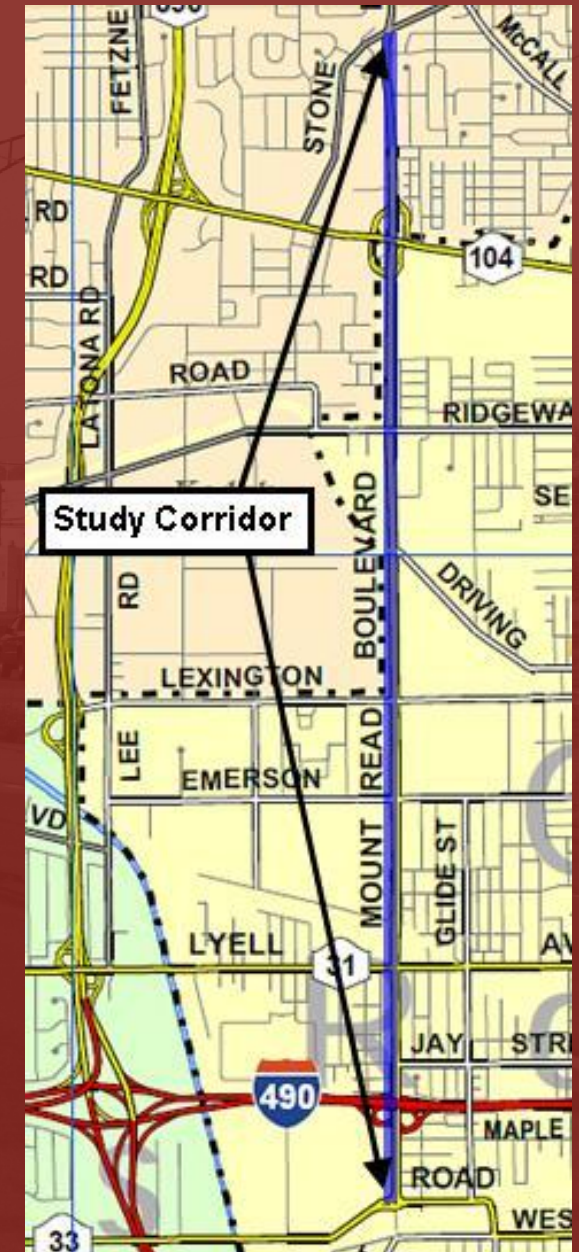 FETZNE
McCALL
STONE
RD
104
RD
LATONA RD
ROAD
RIDGEWA
SE
Study Corridor
BOULEVARD
DRIVING
RD
LEXINGTON
READ
LEE
EMERSON
VD
MOUNT
GLIDE ST
LYELL
31
AV
JAY
STRE
490
MAPLE
ROAD
WES
33